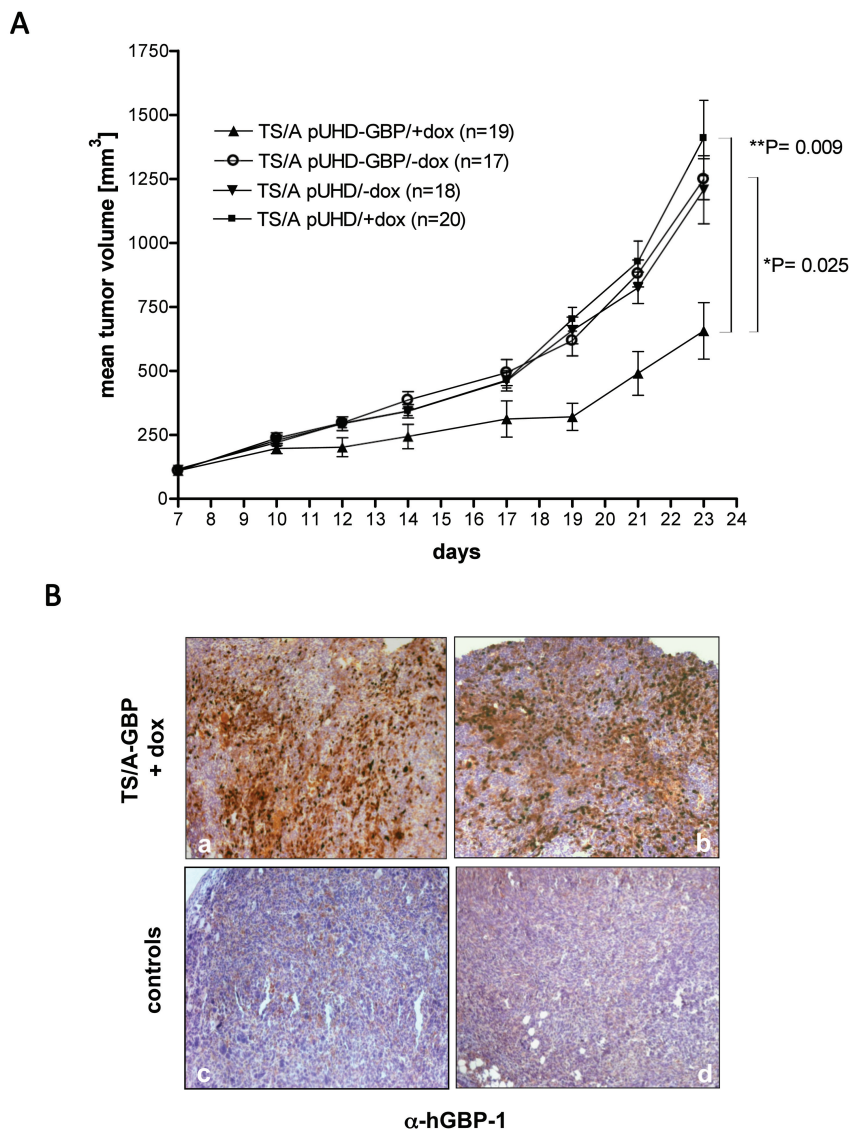 A
1750
1500
1250
1000
750
500
250
0
mean tumor volume [mm³]
TS/A pUHD-GBP/+dox (n=19)
TS/A pUHD-GBP/-dox (n=17)
TS/A pUHD/-dox (n=18)
TS/A pUHD/+dox (n=20)
**P= 0.009
*P= 0.025
7 8 9 10 11 12 13 14 15 16 17 18 19 20 21 22 23 24
days
B
TS/A-GBP
+ dox
a
b
controls
c
d
α-hGBP-1